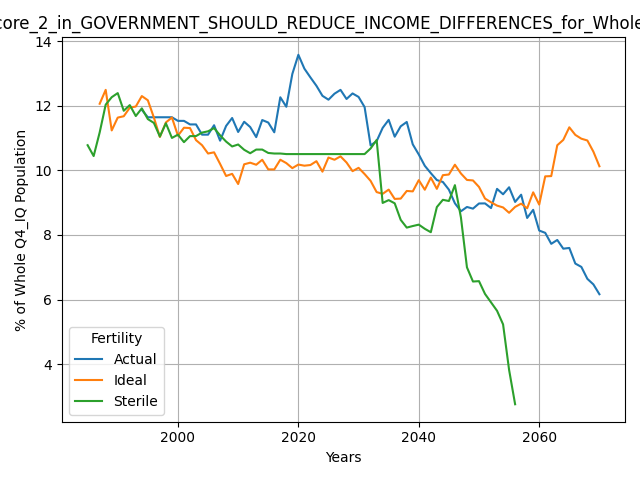 core_2_in_GOVERNMENT_SHOULD_REDUCE_INCOME_DIFFERENCES_for_Whole
14
12
10
8
6
4
% of Whole Q4_IQ Population
Fertility
Actual
Ideal
Sterile
2000
2020
2040
2060
Years